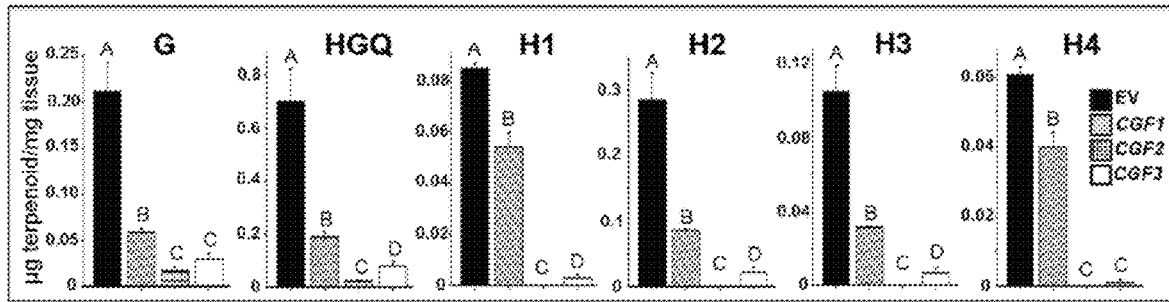 G
HGQ
H1
H2
H3
H4
µg terpenoid/mg tissue
0.25
0.20
0.15
0.10
0.05
0
A
B
C
C
0.8
0.6
0.4
0.2
0
A
B
C
D
0.08
0.06
0.04
0.02
0
A
B
C
D
0.3
0.2
0.1
0
A
B
C
D
0.12
0.08
0.04
0
A
B
C
D
0.06
0.04
0.02
0
A
B
C
C
EV
CGF1
CGF2
CGF3